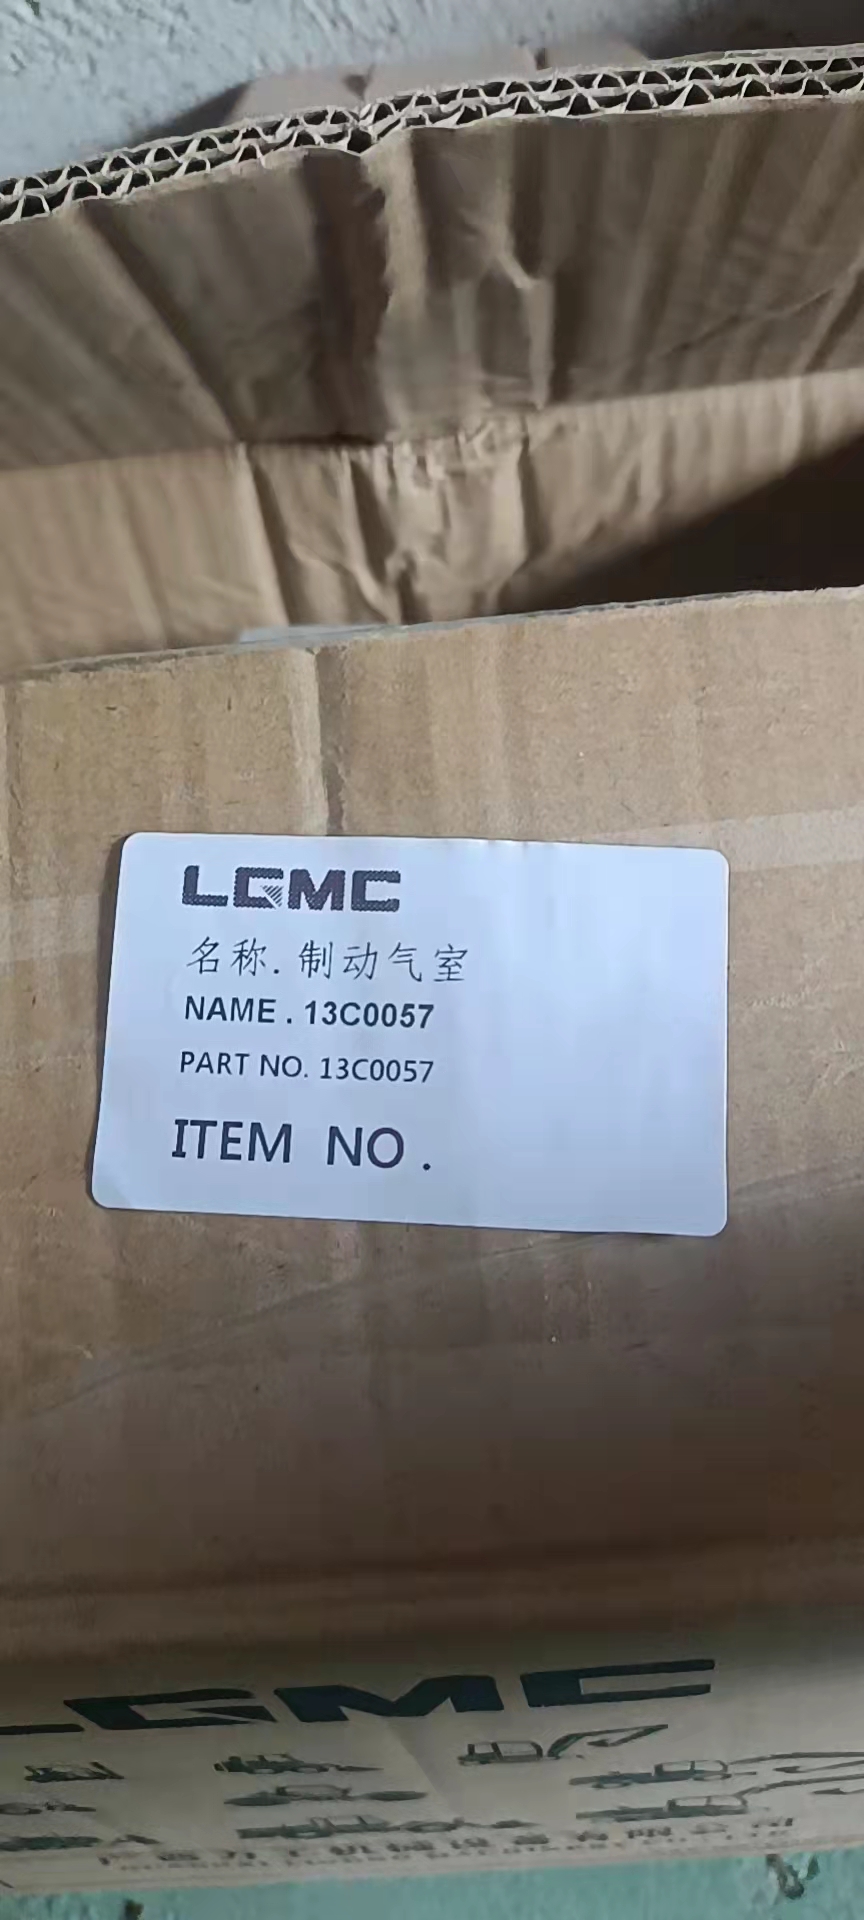 LGMC
名称. 制动气室
NAME . 13C0057
PART NO. 13C0057
ITEM NO .
LGMC